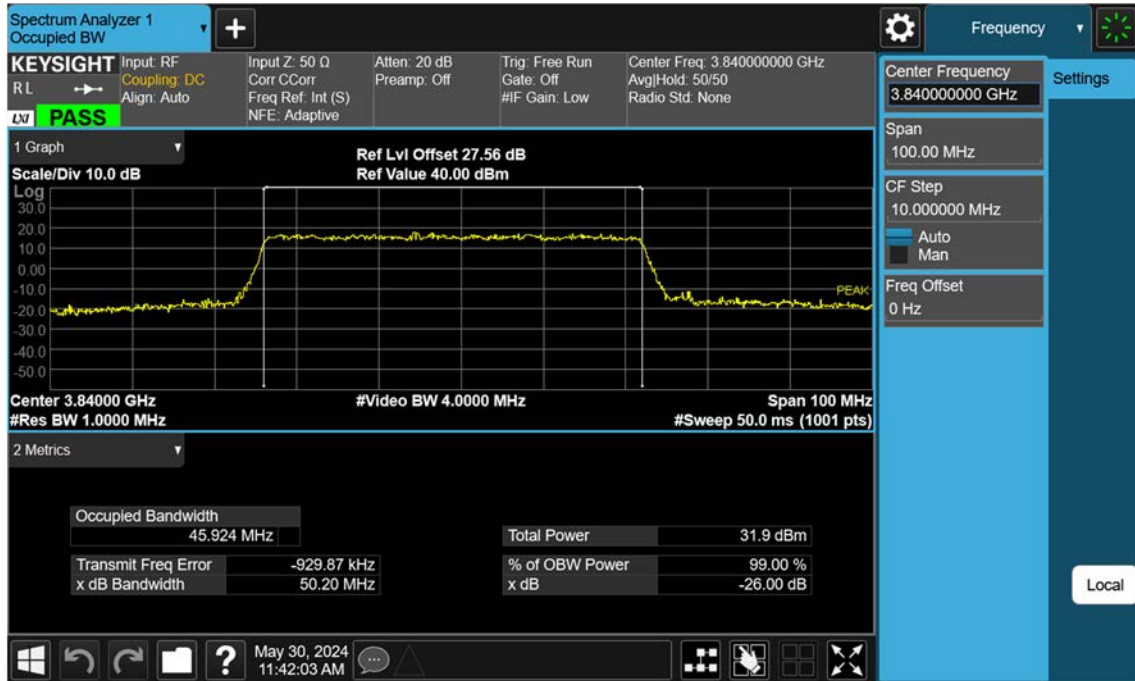 Spectrum Analyzer 1
Occupied BW
Frequency
KEYSIGHT
R L
LXI
PASS
Input: RF
Coupling: DC
Align: Auto
Input Z: 50 Ω
Corr CCorr
Freq Ref: Int (S)
NFE: Adaptive
Atten: 20 dB
Preamp: Off
Trig: Free Run
Gate: Off
#IF Gain: Low
Center Freq: 3.840000000 GHz
Avg|Hold: 50/50
Radio Std: None
Center Frequency
3.840000000 GHz
Settings
Span
100.00 MHz
CF Step
10.000000 MHz
Auto
Man
Freq Offset
0 Hz
Local
1 Graph
Scale/Div 10.0 dB
Ref Lvl Offset 27.56 dB
Ref Value 40.00 dBm
Log
30.0
20.0
10.0
0.00
-10.0
-20.0
-30.0
-40.0
-50.0
PEAK
Center 3.84000 GHz
#Video BW 4.0000 MHz
Span 100 MHz
#Res BW 1.0000 MHz
#Sweep 50.0 ms (1001 pts)
2 Metrics
Occupied Bandwidth
45.924 MHz
Total Power 31.9 dBm
Transmit Freq Error -929.87 kHz
% of OBW Power 99.00 %
x dB Bandwidth 50.20 MHz
x dB -26.00 dB
?
May 30, 2024
11:42:03 AM